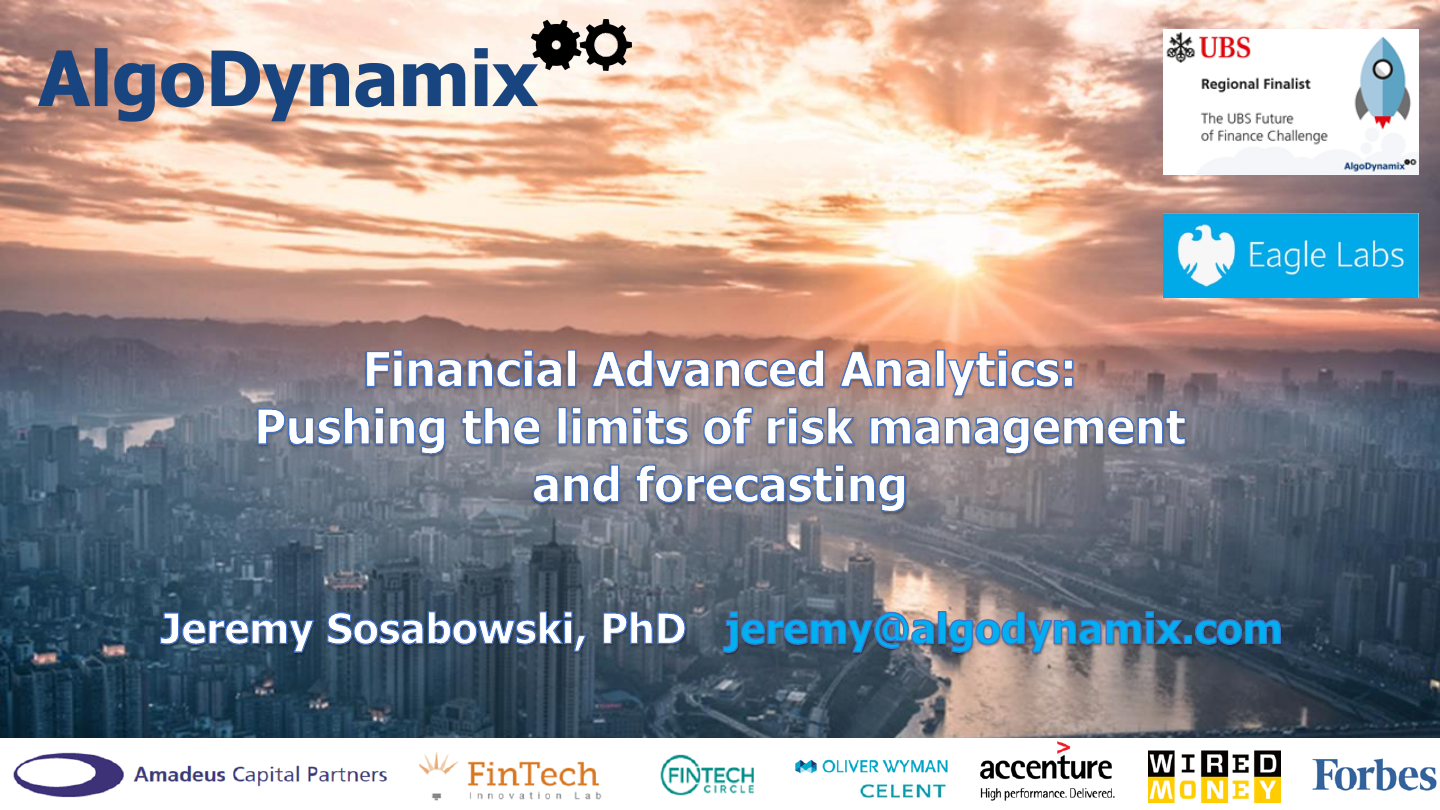 AlgoDynamix
UBS
Regional Finalist
The UBS Future
of Finance Challenge
AlgoDynamix
Eagle Labs
Financial Advanced Analytics:
Pushing the limits of risk management
and forecasting
Jeremy Sosabowski, PhD jeremy@algodynamix.com
Amadeus Capital Partners
FinTech
Innovation Lab
FINTECH
CIRCLE
OLIVER WYMAN
CELENT
accenture
High performance. Delivered.
WIRED
MONEY
Forbes